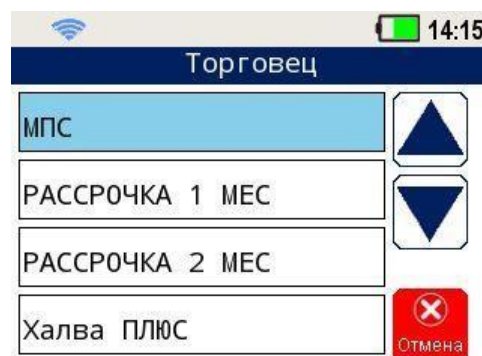 14:15
Торговец
МПС
РАССРОЧКА 1 МЕС
РАССРОЧКА 2 МЕС
Халва ПЛЮС
Отмена